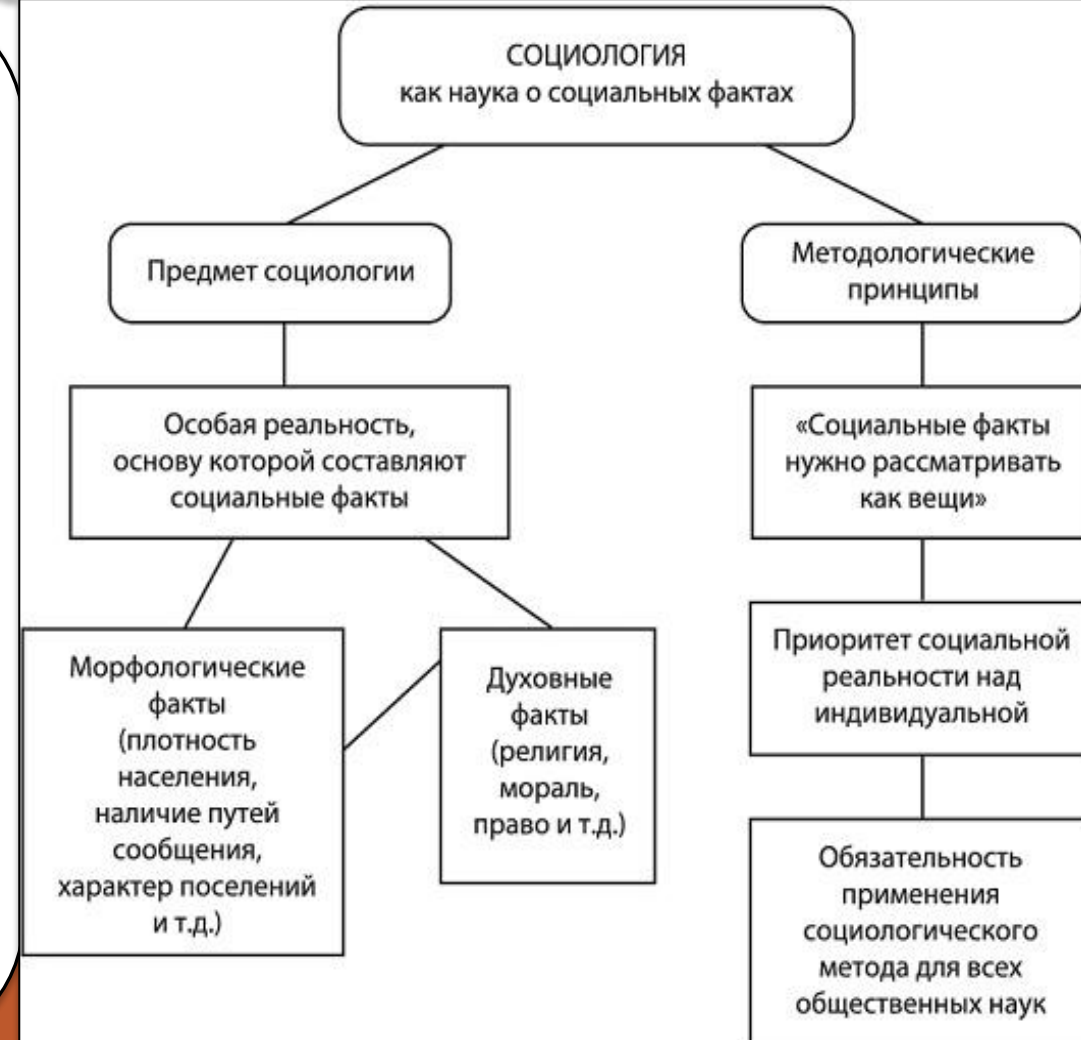 СОЦИОЛОГИЯ
как наука о социальных фактах
Предмет социологии
Особая реальность,
основу которой составляют
социальные факты
Морфологические
факты
(плотность
населения,
наличие путей
сообщения,
характер поселений
и т.д.)
Духовные
факты
(религия,
мораль,
право и т.д.)
Методологические
принципы
«Социальные факты
нужно рассматривать
как вещи»
Приоритет социальной
реальности над
индивидуальной
Обязательность
применения
социологического
метода для всех
общественных наук